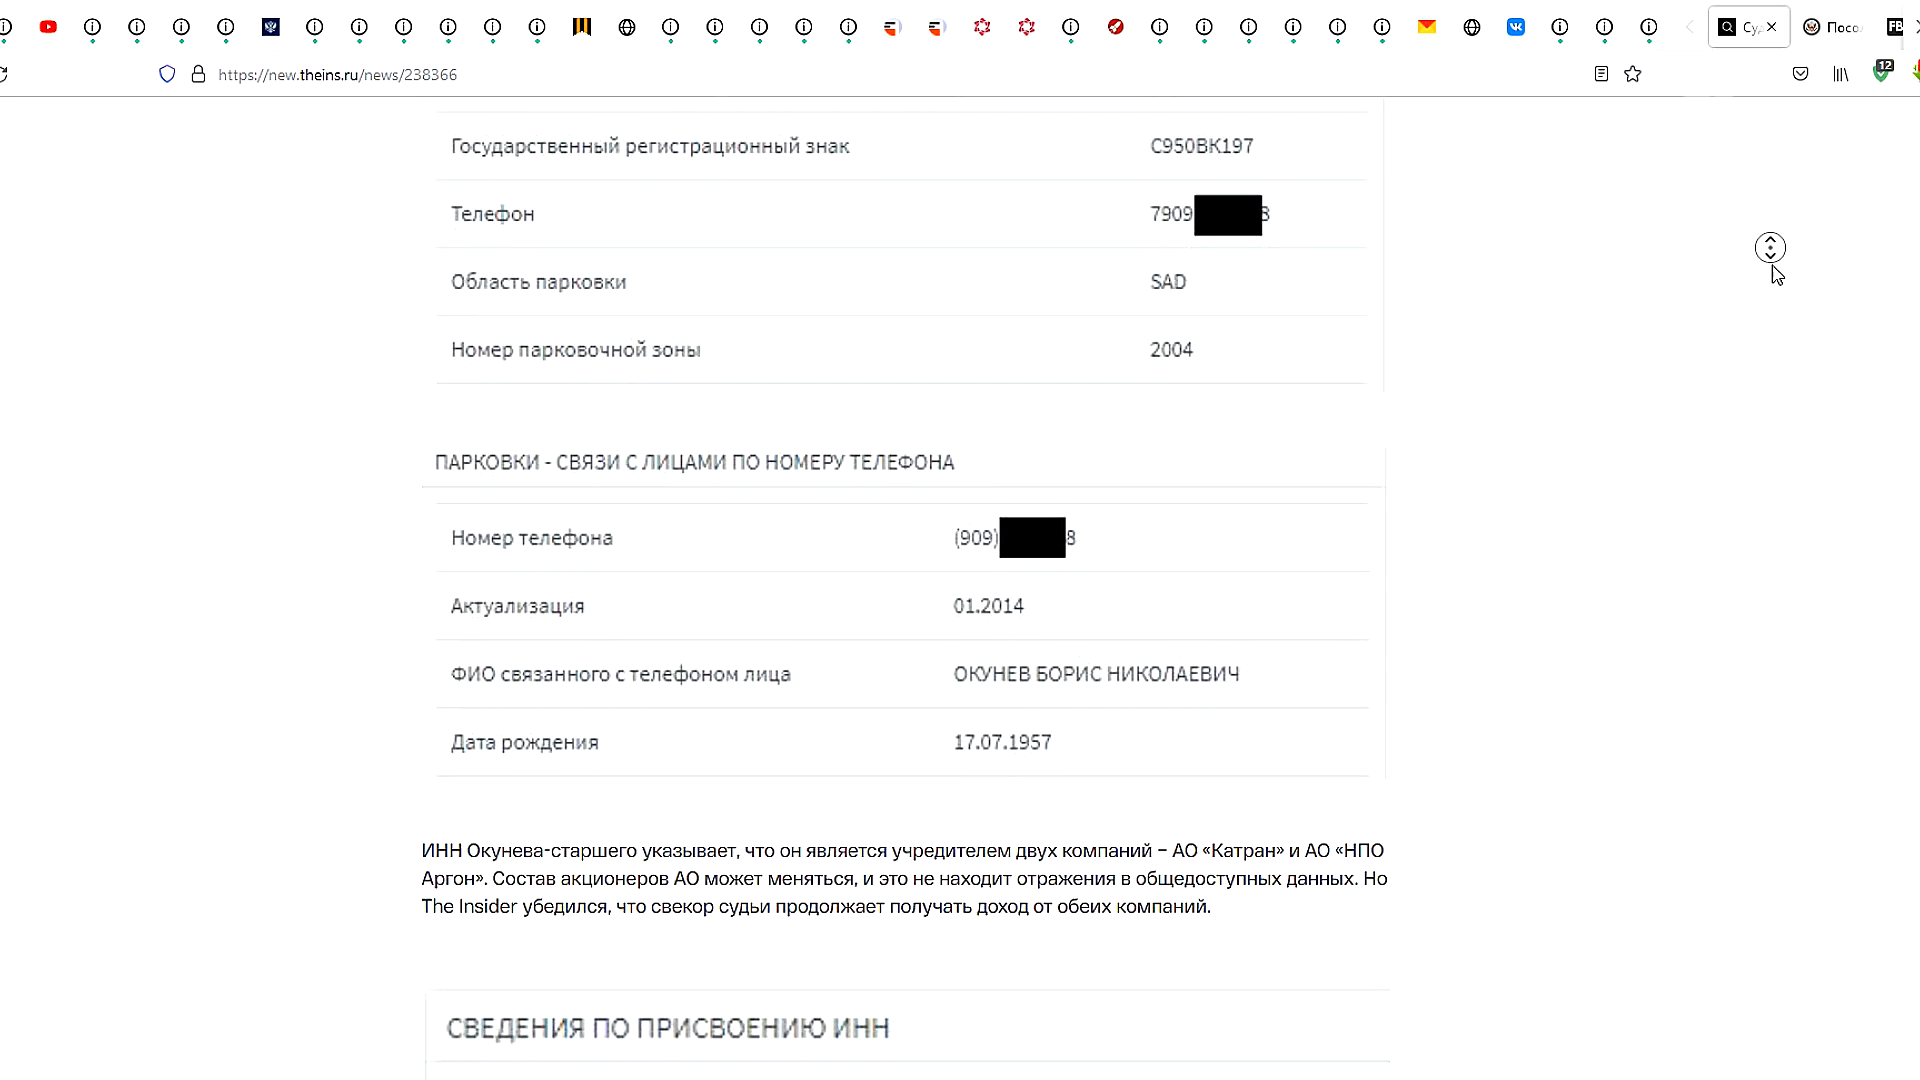 Су
Посо
FB
https://new.theins.ru/news/238366
12
Государственный регистрационный знак С950ВК197
Телефон 7909 8
Область парковки SAD
Номер парковочной зоны 2004
ПАРКОВКИ - СВЯЗИ С ЛИЦАМИ ПО НОМЕРУ ТЕЛЕФОНА
Номер телефона (909) 8
Актуализация 01.2014
ФИО связанного с телефоном лица ОКУНЕВ БОРИС НИКОЛАЕВИЧ
Дата рождения 17.07.1957
ИНН Окунева-старшего указывает, что он является учредителем двух компаний – АО «Катран» и АО «НПО
Аргон». Состав акционеров АО может меняться, и это не находит отражения в общедоступных данных. Но
The Insider убедился, что свекор судьи продолжает получать доход от обеих компаний.
СВЕДЕНИЯ ПО ПРИСВОЕНИЮ ИНН